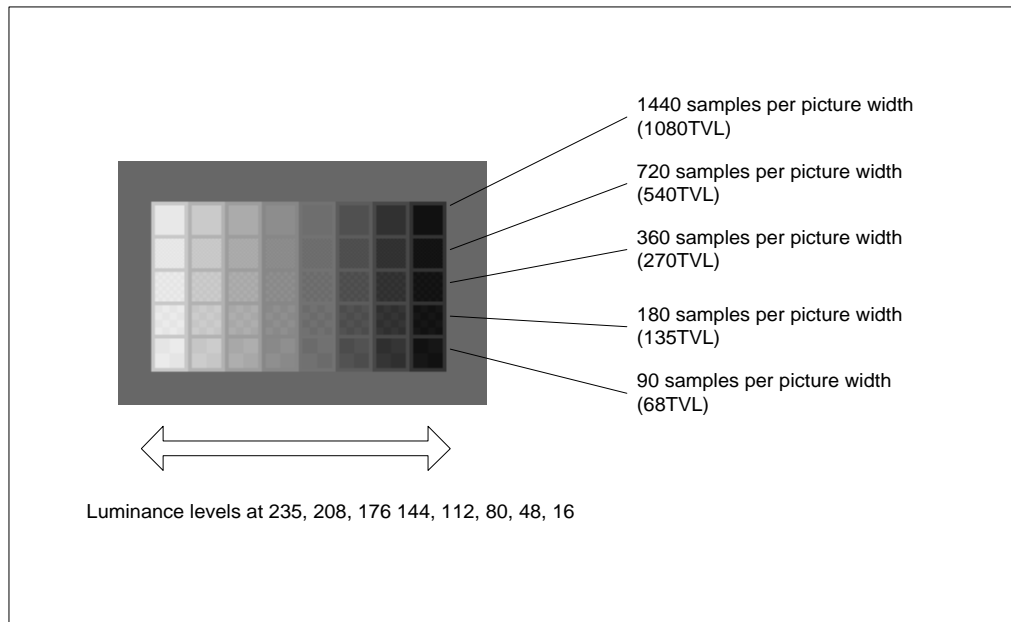 1440 samples per picture width
(1080TVL)
720 samples per picture width
(540TVL)
360 samples per picture width
(270TVL)
180 samples per picture width
(135TVL)
90 samples per picture width
(68TVL)
Luminance levels at 235, 208, 176 144, 112, 80, 48, 16